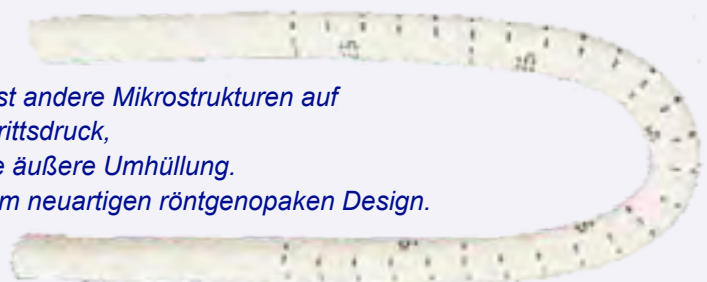 st andere Mikrostrukturen auf
rittsdruck,
e äußere Umhüllung.
m neuartigen röntgenopaken Design.